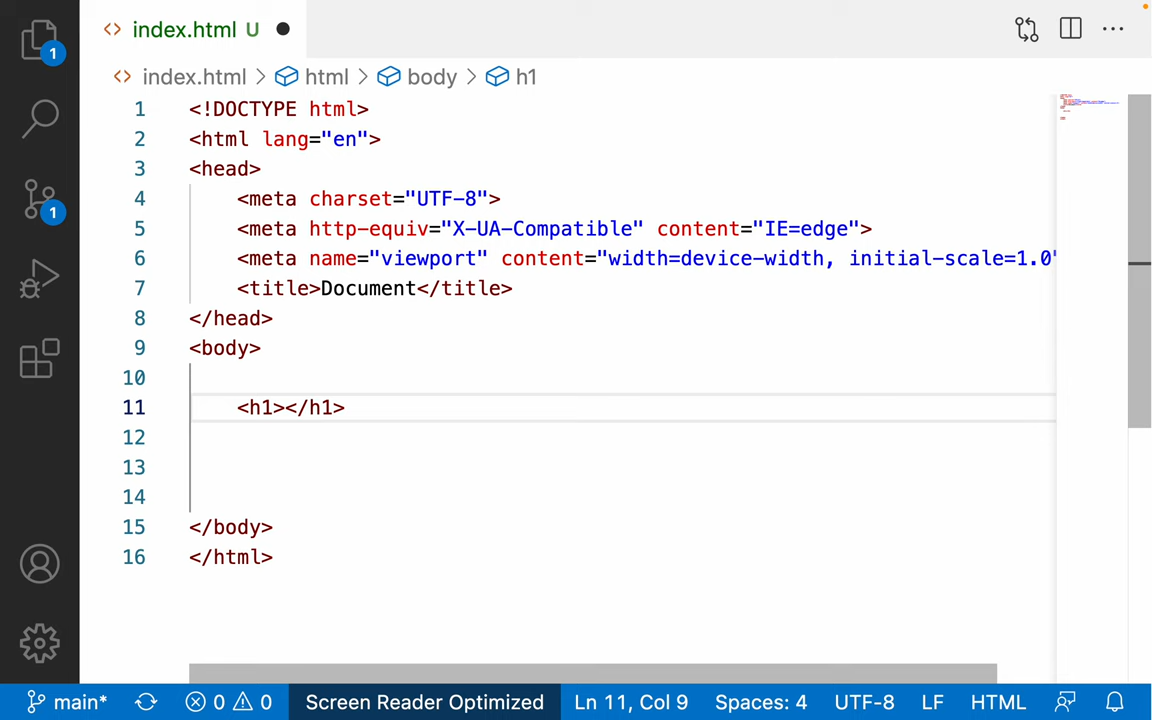 index.html U
1
index.html > html > body > h1
1 <!DOCTYPE html>
2 <html lang="en">
3 <head>
4 <meta charset="UTF-8">
5 <meta http-equiv="X-UA-Compatible" content="IE=edge">
6 <meta name="viewport" content="width=device-width, initial-scale=1.0"
7 <title>Document</title>
8 </head>
9 <body>
10
11 <h1></h1>
12
13
14
15 </body>
16 </html>
1
main* 0 0 Screen Reader Optimized Ln 11, Col 9 Spaces: 4 UTF-8 LF HTML